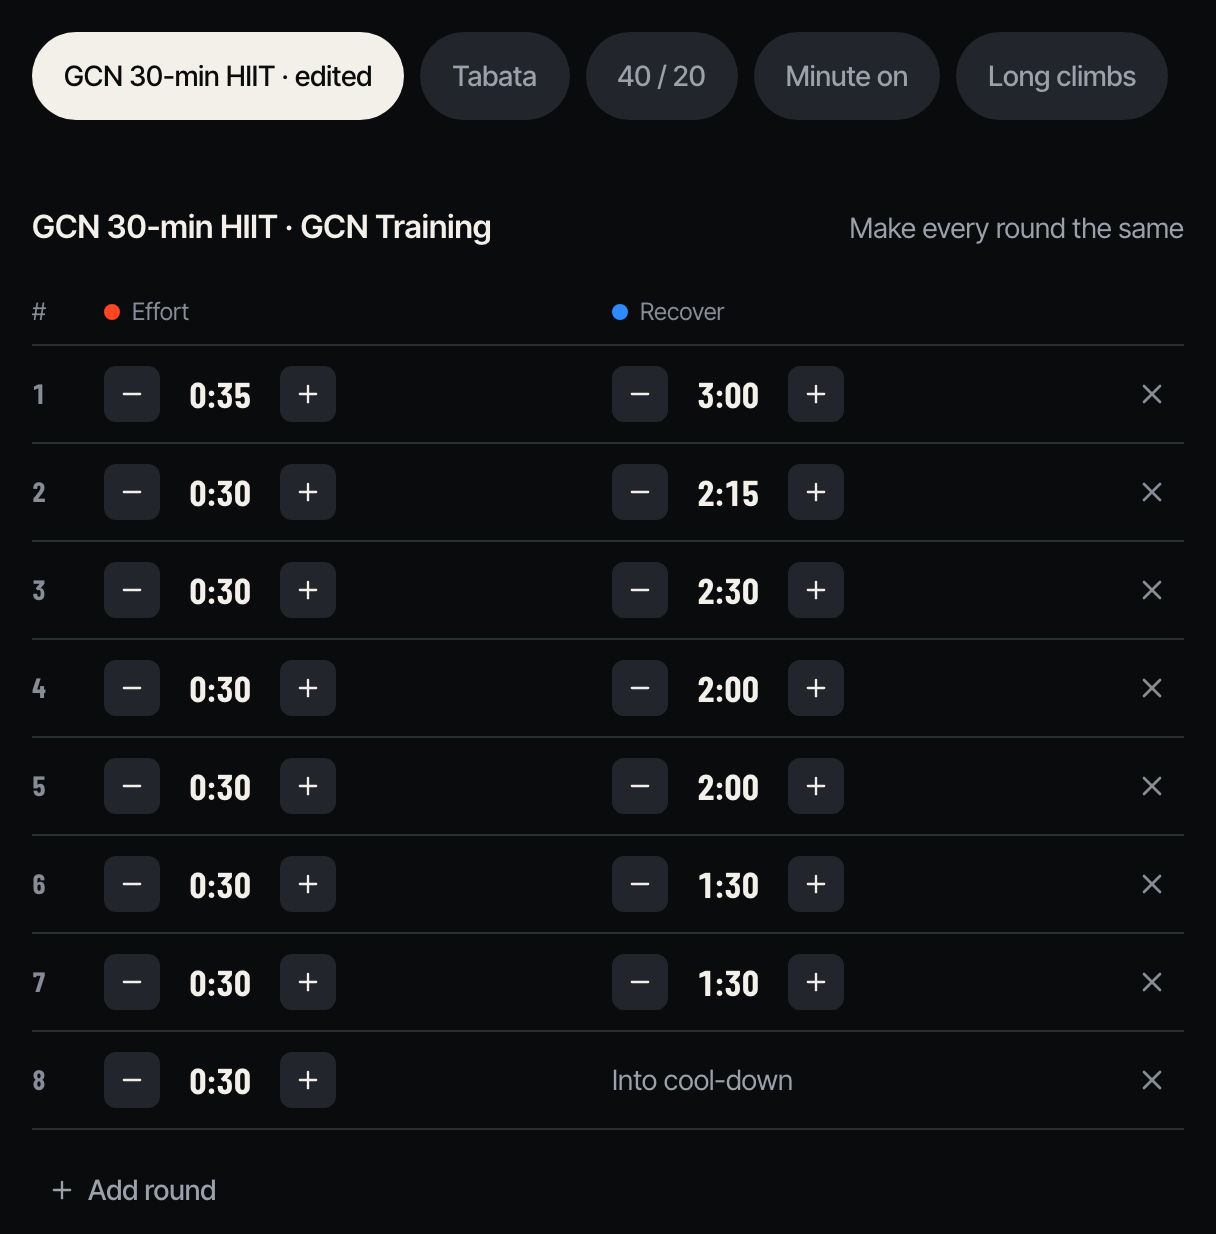 GCN 30-min HIIT · edited Tabata 40 / 20 Minute on Long climbs
GCN 30-min HIIT · GCN Training Make every round the same
# Effort Recover
1 − 0:35 + 3:00 ×
2 − 0:30 + − 2:15 + ×
3 − 0:30 + − 2:30 + ×
4 − 0:30 + − 2:00 + ×
5 − 0:30 + − 2:00 + ×
6 − 0:30 + − 1:30 + ×
7 − 0:30 + − 1:30 + ×
8 − 0:30 + Into cool-down ×
+ Add round